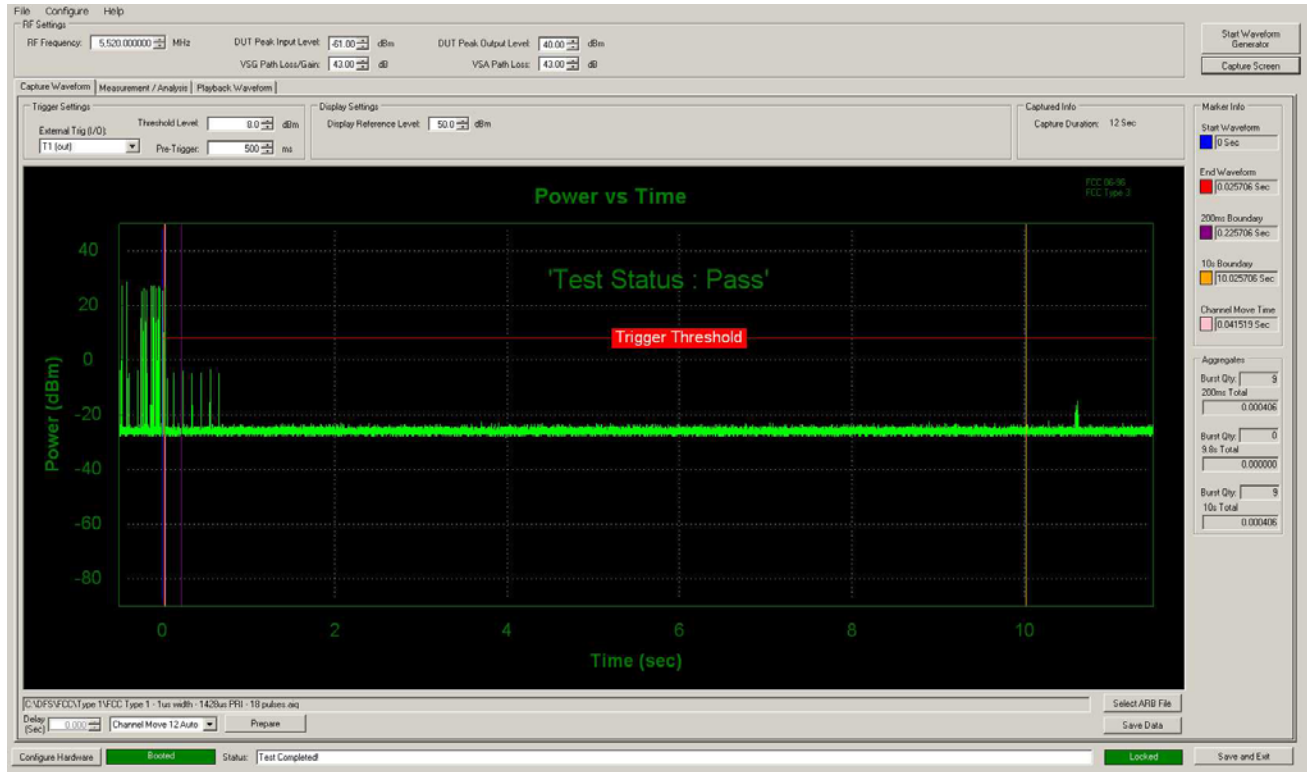 File Configure Help
RF Settings
RF Frequency: 5,520.000000 MHz DUT Peak Input Level: -61.00 dBm DUT Peak Output Level: 40.00 dBm
VSG Path Loss/Gain: 43.00 dB VSA Path Loss: 43.00 dB
Start Waveform
Generator
Capture Screen
Capture Waveform Measurement / Analysis Playback Waveform
Trigger Settings
External Trig (I/O):
T1 (out)
Threshold Level: 8.0 dBm
Pre-Trigger: 500 ms
Display Settings
Display Reference Level: 50.0 dBm
Captured Info
Capture Duration: 12 Sec
Marker Info
Start Waveform
0 Sec
End Waveform
0.025706 Sec
200ms Boundary
0.225706 Sec
10s Boundary
10.025706 Sec
Channel Move Time
0.041519 Sec
Aggregates
Burst Qty: 9
200ms Total
0.000406
Burst Qty: 0
9.8s Total
0.000000
Burst Qty: 9
10s Total
0.000406
Power vs Time
FCC 06-96
FCC Type 3
'Test Status : Pass'
Trigger Threshold
Power (dBm)
40
20
0
-20
-40
-60
-80
0 2 4 6 8 10
Time (sec)
C:\DFS\FCC\Type 1\FCC Type 1 - 1us width - 1428us PRI - 18 pulses.aiq
Select ARB File
Delay
(Sec) 0.000 Channel Move 12 Auto Prepare
Save Data
Configure Hardware Booted Status: Test Completed! Locked Save and Exit